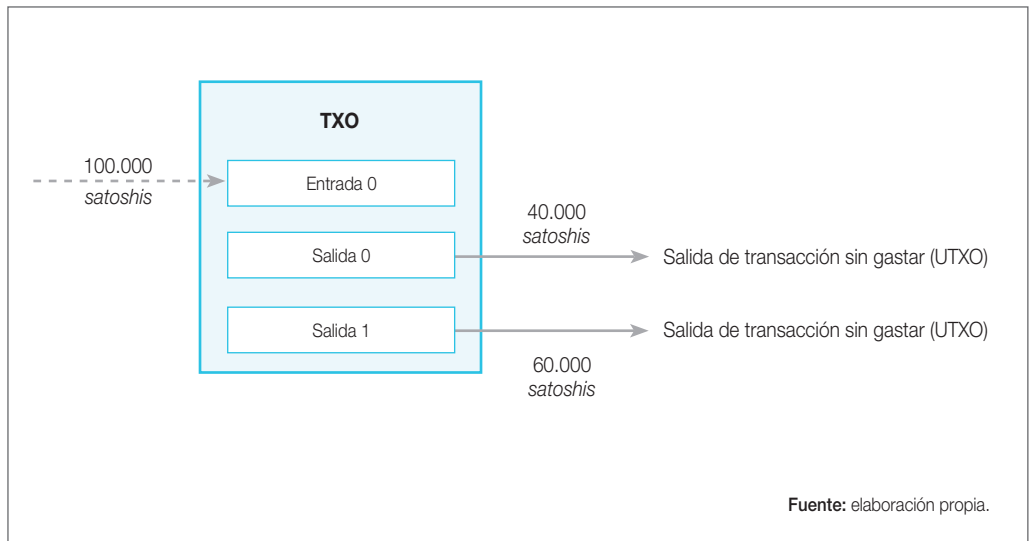 TXO
100.000
satoshis
Entrada 0
40.000
satoshis
Salida 0
Salida de transacción sin gastar (UTXO)
Salida 1
Salida de transacción sin gastar (UTXO)
60.000
satoshis
Fuente: elaboración propia.